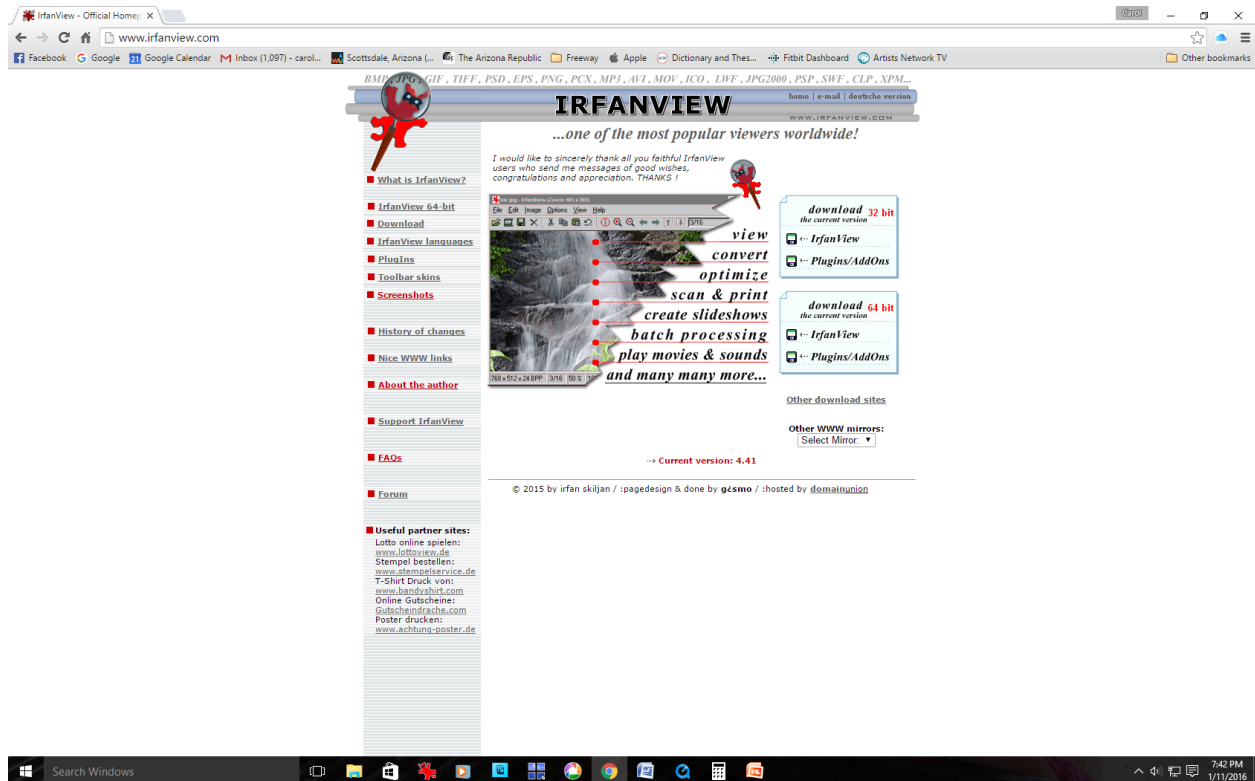 IrfanView - Official Homep
Carol
www.irfanview.com
Facebook Google Google Calendar Inbox (1,097) - carol... Scottsdale, Arizona (... The Arizona Republic Freeway Apple Dictionary and Thes... Fitbit Dashboard Artists Network TV Other bookmarks
BMP, JPG, GIF, TIFF, PSD, EPS, PNG, PCX, MP3, AVI, MOV, ICO, LWF, JPG2000, PSP, SWF, CLP, XPM...
IRFANVIEW
home | e-mail | deutsche version
WWW.IRFANVIEW.COM
...one of the most popular viewers worldwide!
I would like to sincerely thank all you faithful IrfanView
users who send me messages of good wishes,
congratulations and appreciation. THANKS !
What is IrfanView?
IrfanView 64-bit
Download
IrfanView languages
PlugIns
Toolbar skins
Screenshots
History of changes
Nice WWW links
About the author
Support IrfanView
FAQs
Forum
Useful partner sites:
Lotto online spielen:
www.lottoview.de
Stempel bestellen:
www.stempelservice.de
T-Shirt Druck von:
www.bandyshirt.com
Online Gutscheine:
Gutscheindrache.com
Poster drucken:
www.achtung-poster.de
File Edit Image Options View Help
3/16
view
convert
optimize
scan & print
create slideshows
batch processing
play movies & sounds
and many many more...
768 x 512 x 24 BPP 3/16 50 %
download 32 bit
the current version
IrfanView
Plugins/AddOns
download 64 bit
the current version
IrfanView
Plugins/AddOns
Other download sites
Other WWW mirrors:
Select Mirror:
Current version: 4.41
© 2015 by irfan skiljan / :pagedesign & done by gésmo / :hosted by domainunion
Search Windows
7:42 PM
1/11/2016